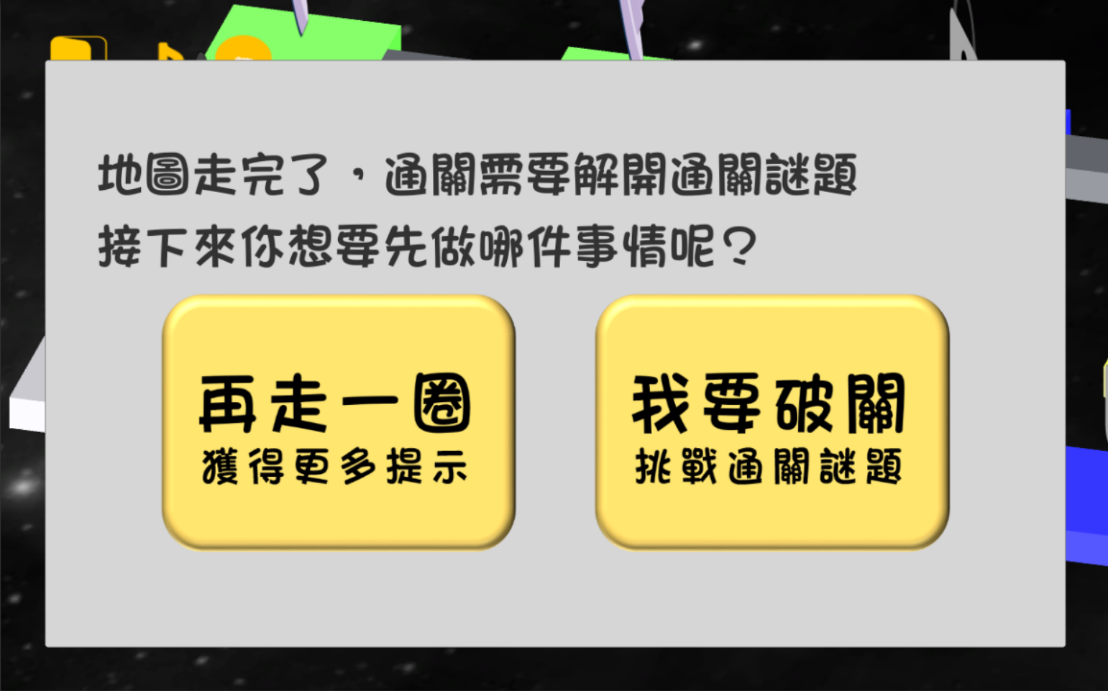 地圖走完了，通關需要解開通關謎題
接下來你想要先做哪件事情呢？
再走一圈
獲得更多提示
我要破關
挑戰通關謎題